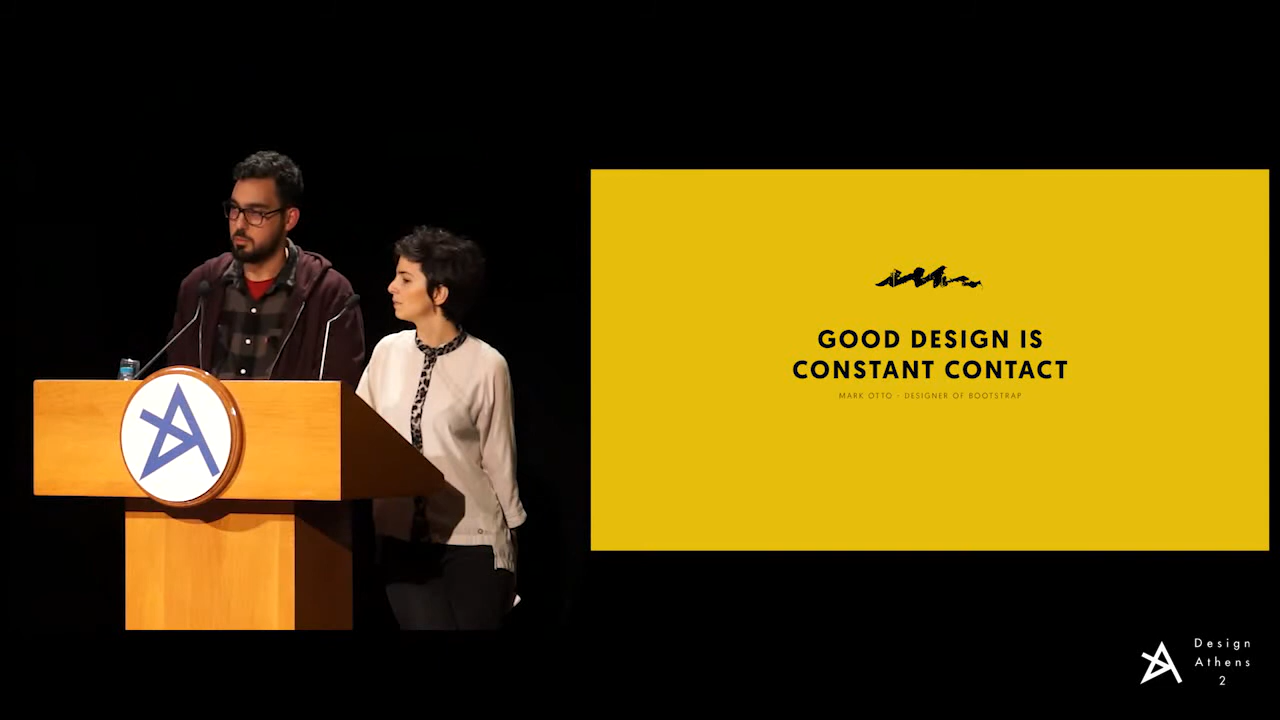 GOOD DESIGN IS
CONSTANT CONTACT
MARK OTTO - DESIGNER OF BOOTSTRAP
Design
Athens
2